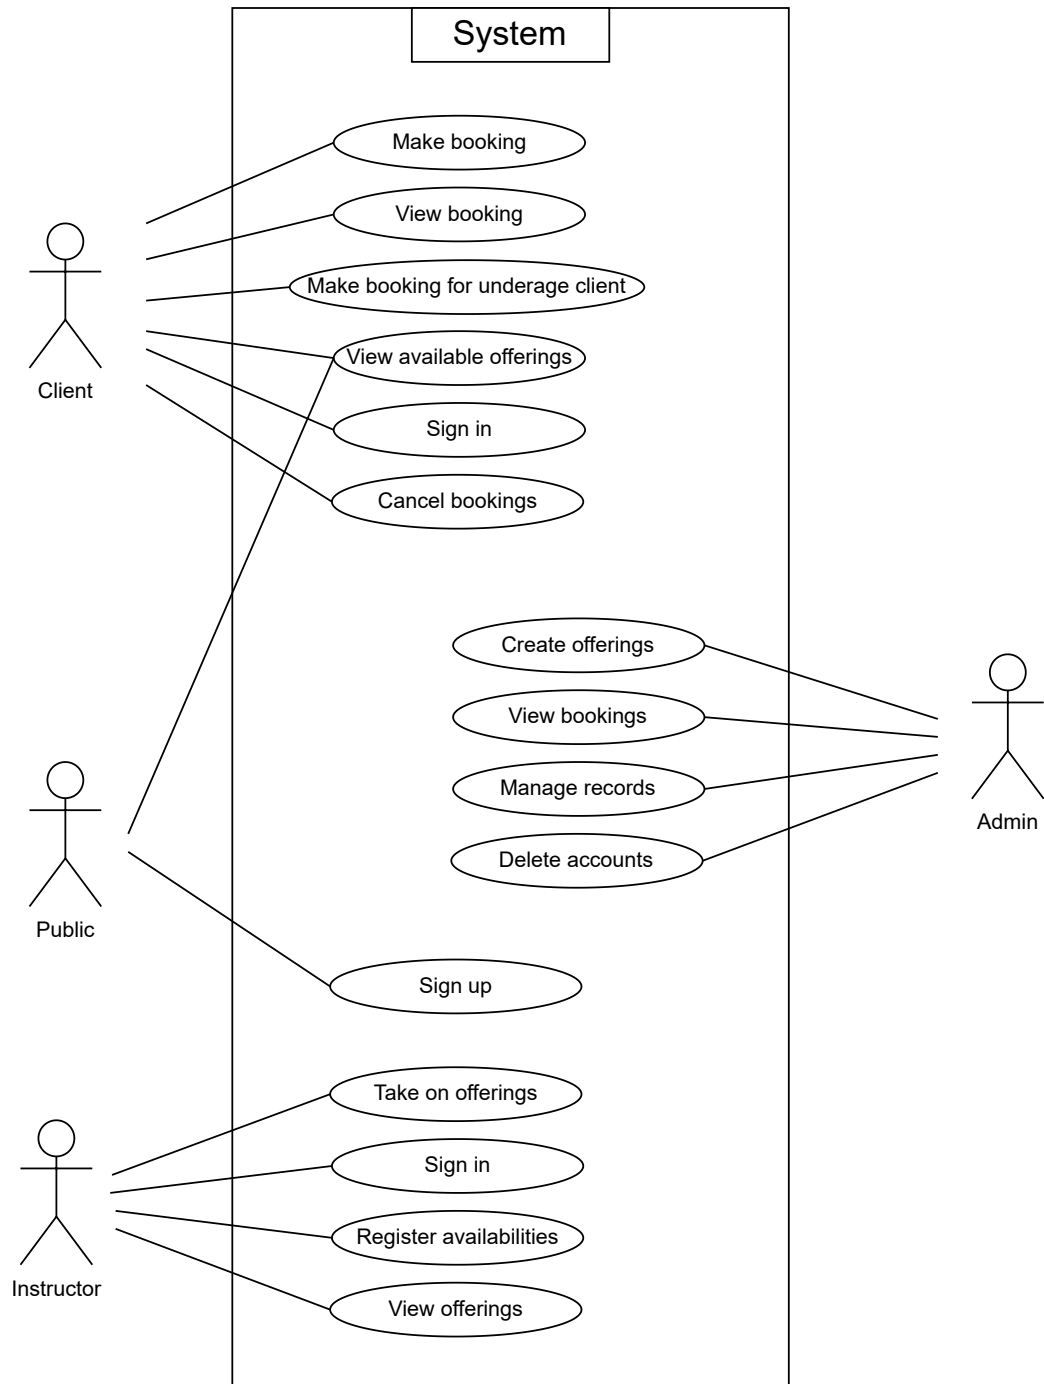 System
Make booking
View booking
Make booking for underage client
View available offerings
Client
Sign in
Cancel bookings
Create offerings
View bookings
Manage records
Admin
Delete accounts
Public
Sign up
Take on offerings
Sign in
Register availabilities
Instructor
View offerings